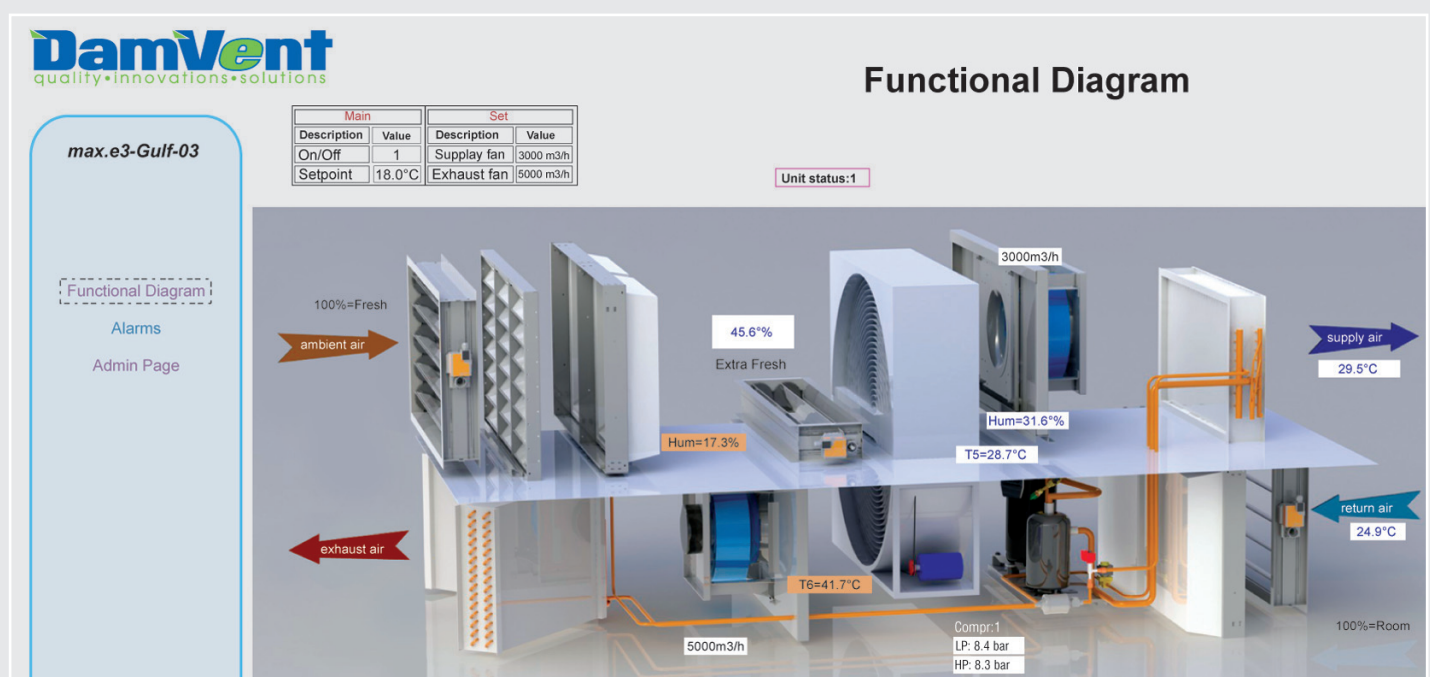 DamVent
quality•innovations•solutions
Functional Diagram
max.e3-Gulf-03
Main Set
Description Value Description Value
On/Off 1 Supplay fan 3000 m3/h
Setpoint 18.0°C Exhaust fan 5000 m3/h
Unit status:1
Functional Diagram
Alarms
Admin Page
100%=Fresh
ambient air
45.6°%
Extra Fresh
3000m3/h
supply air
29.5°C
Hum=17.3%
Hum=31.6°%
T5=28.7°C
return air
24.9°C
exhaust air
T6=41.7°C
100%=Room
5000m3/h
Compr:1
LP: 8.4 bar
HP: 8.3 bar